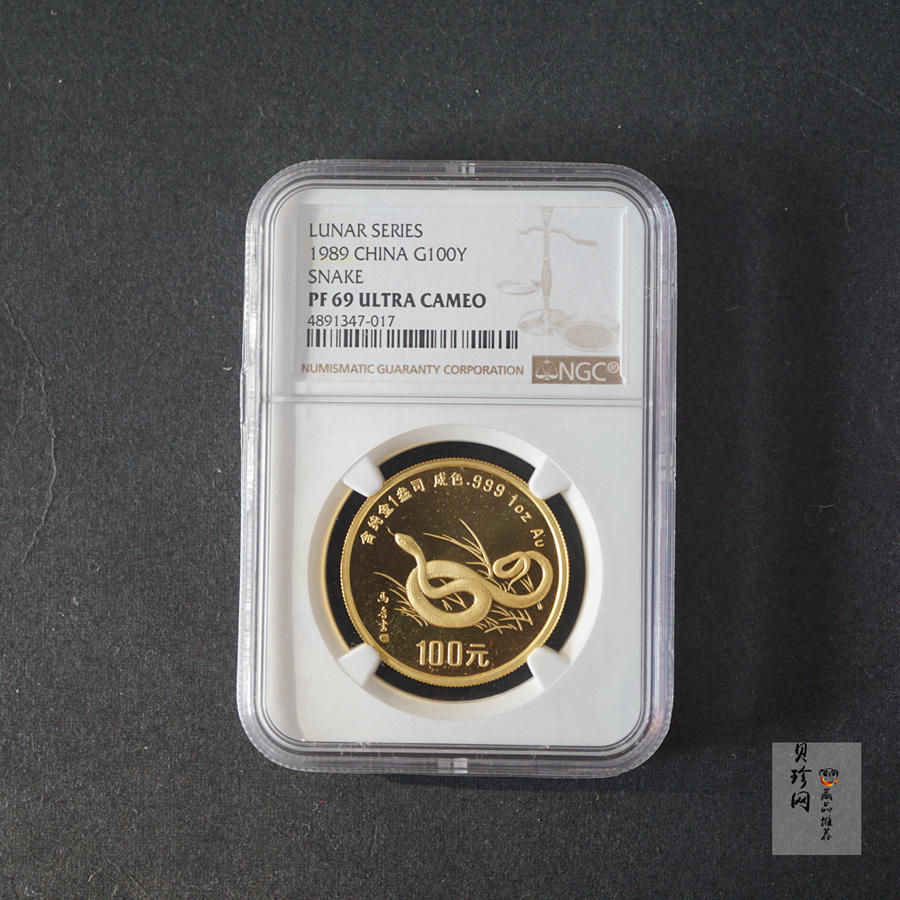 LUNAR SERIES
1989 CHINA G100Y
SNAKE
PF 69 ULTRA CAMEO
4891347-017
NUMISMATIC GUARANTY CORPORATION
NGC®
含纯金1盎司 成色.999 1oz Au
100元
贝珍网
藏品推荐